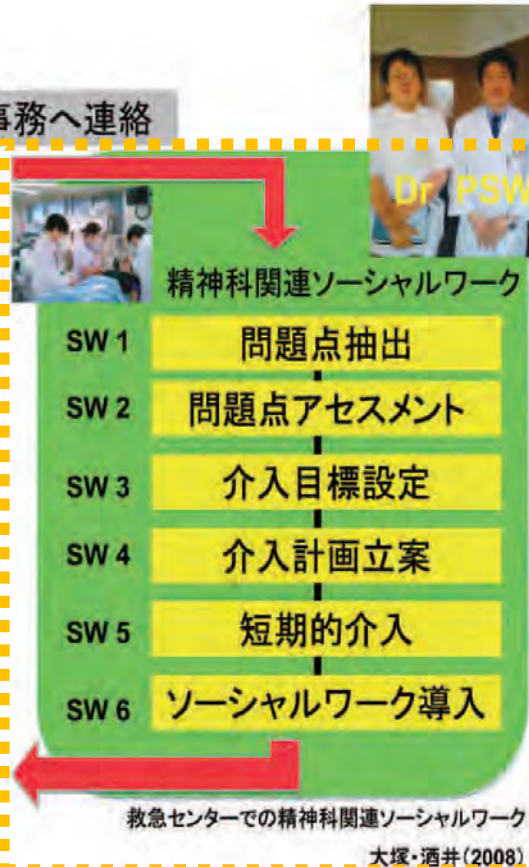 事務へ連絡
Dr PSW
精神科関連ソーシャルワーク
SW 1 問題点抽出
SW 2 問題点アセスメント
SW 3 介入目標設定
SW 4 介入計画立案
SW 5 短期的介入
SW 6 ソーシャルワーク導入
救急センターでの精神科関連ソーシャルワーク
大塚・酒井(2008)